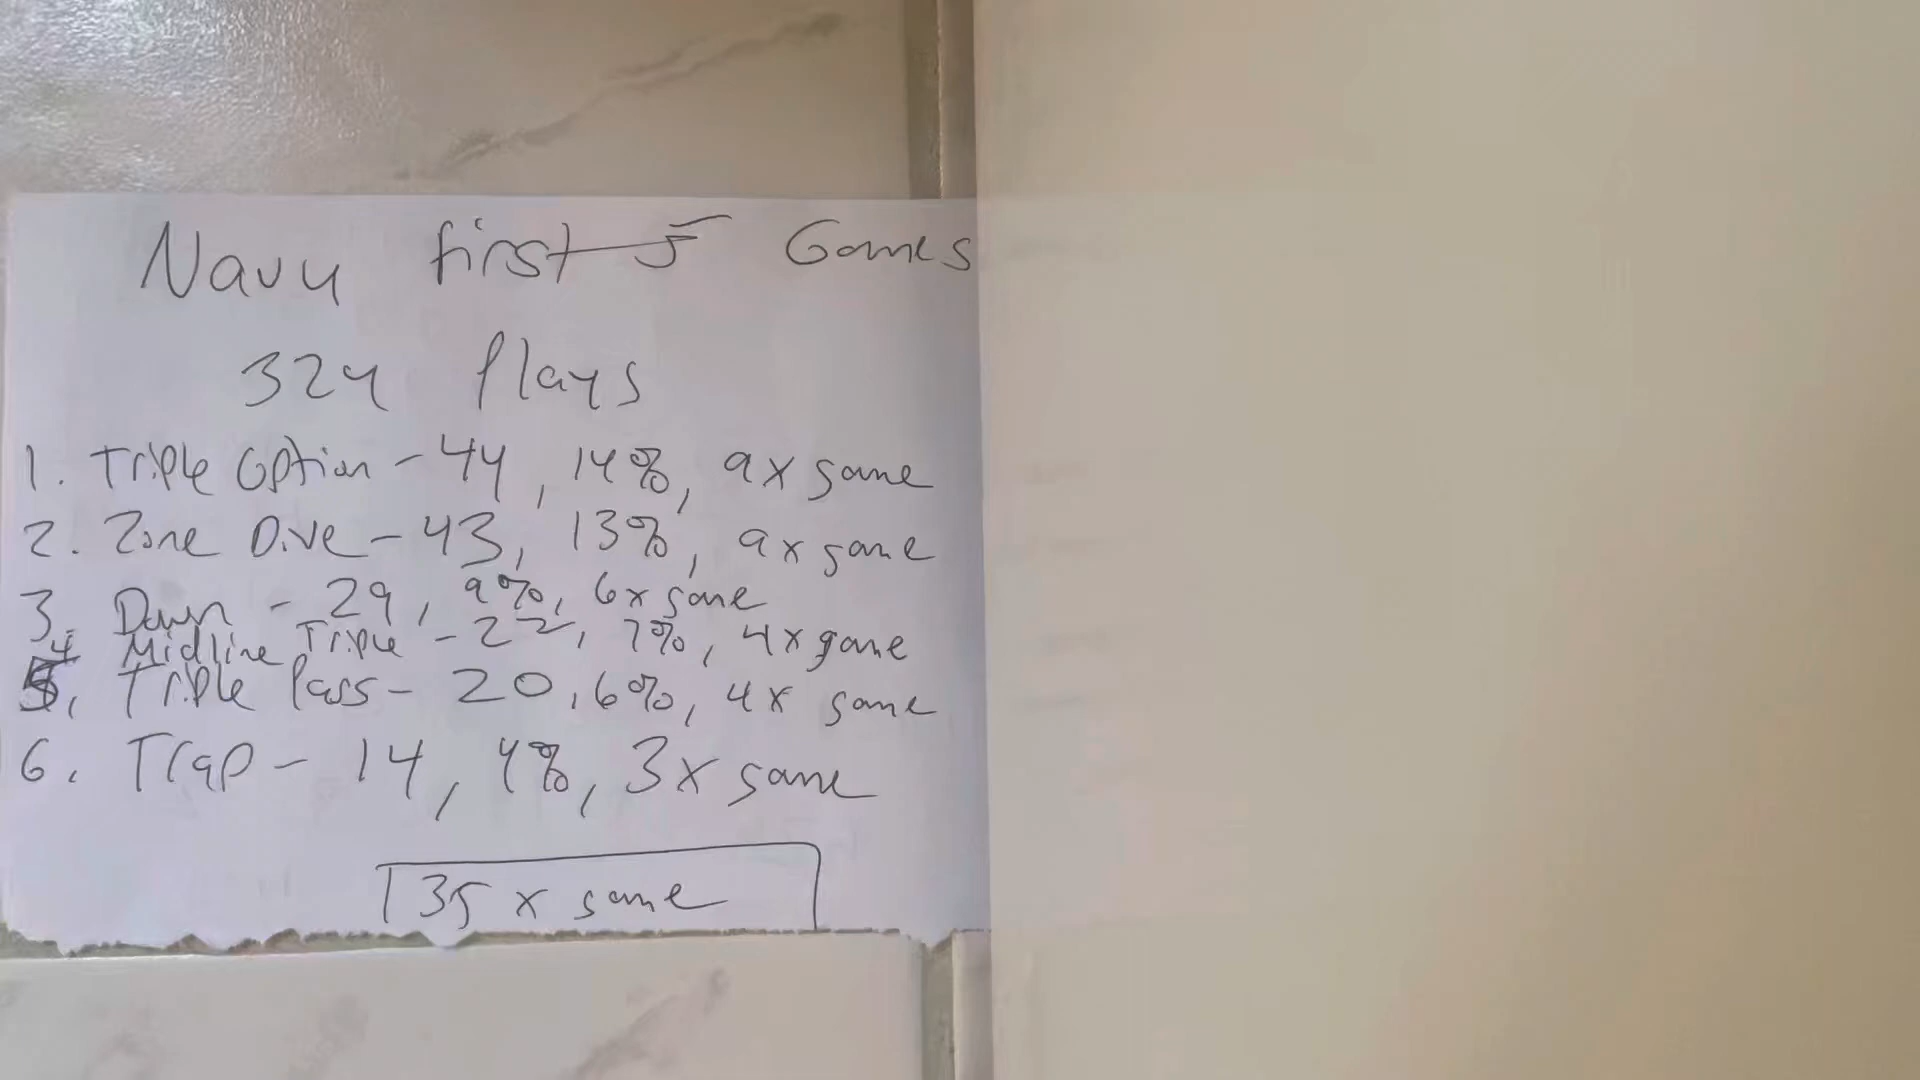 Navy first 5 Games
324 Plays
1. Triple Option - 44, 14%, 9x game
2. Zone Dive - 43, 13%, 9x game
3. Down - 29, 9%, 6x game
4. Midline Triple - 22, 7%, 4x game
5. Triple Pass - 20, 6%, 4x game
6. Trap - 14, 4%, 3x game
35 x game